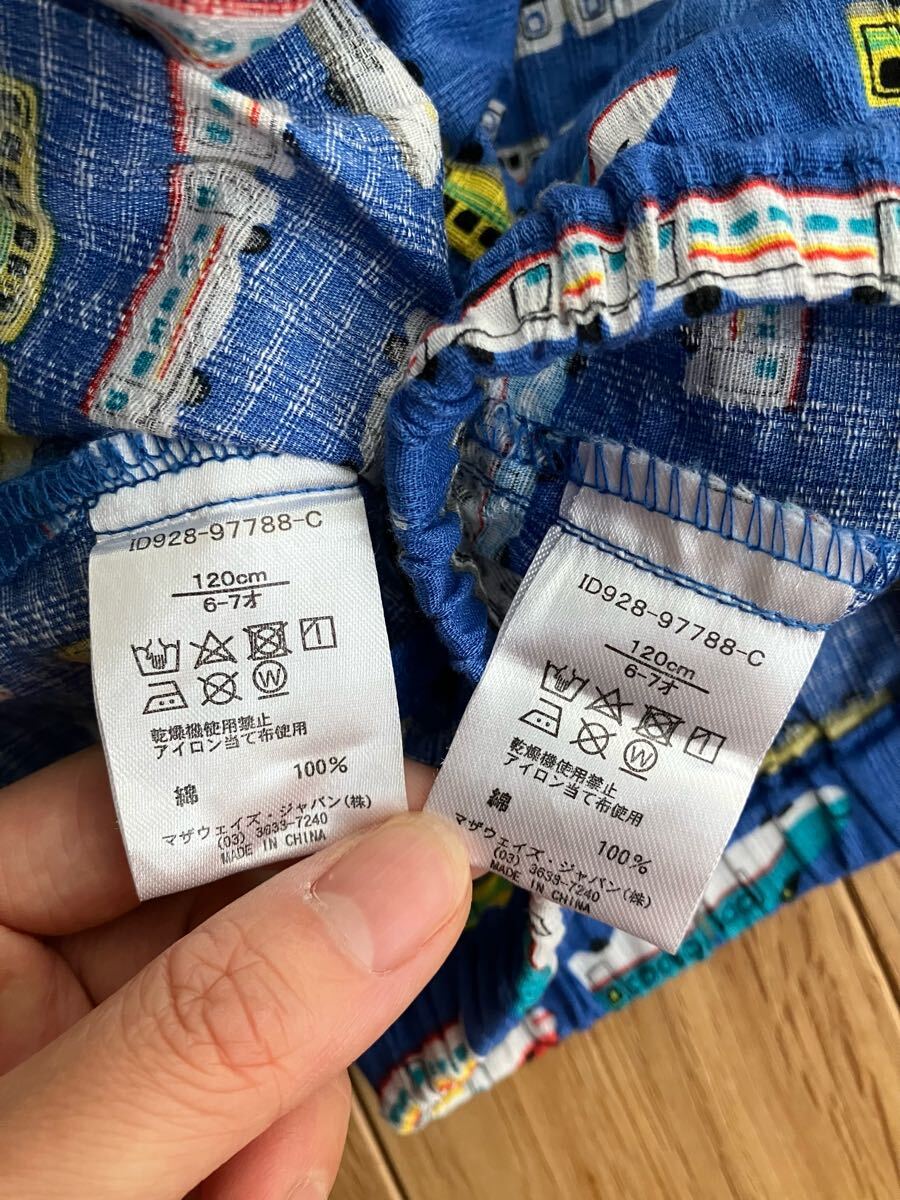 ID928-97788-C
120cm
6-7才
W
乾燥機使用禁止
アイロン当て布使用
綿 100%
マザウェイズ・ジャパン(株)
(03) 3633-7240
MADE IN CHINA
ID928-97788-C
120cm
6-7才
W
乾燥機使用禁止
アイロン当て布使用
綿 100%
マザウェイズ・ジャパン(株)
(03) 3633-7240
MADE IN CHINA